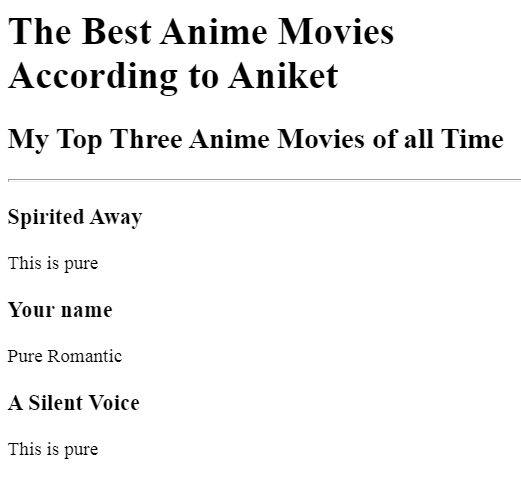 The Best Anime Movies
According to Aniket
My Top Three Anime Movies of all Time
Spirited Away
This is pure
Your name
Pure Romantic
A Silent Voice
This is pure